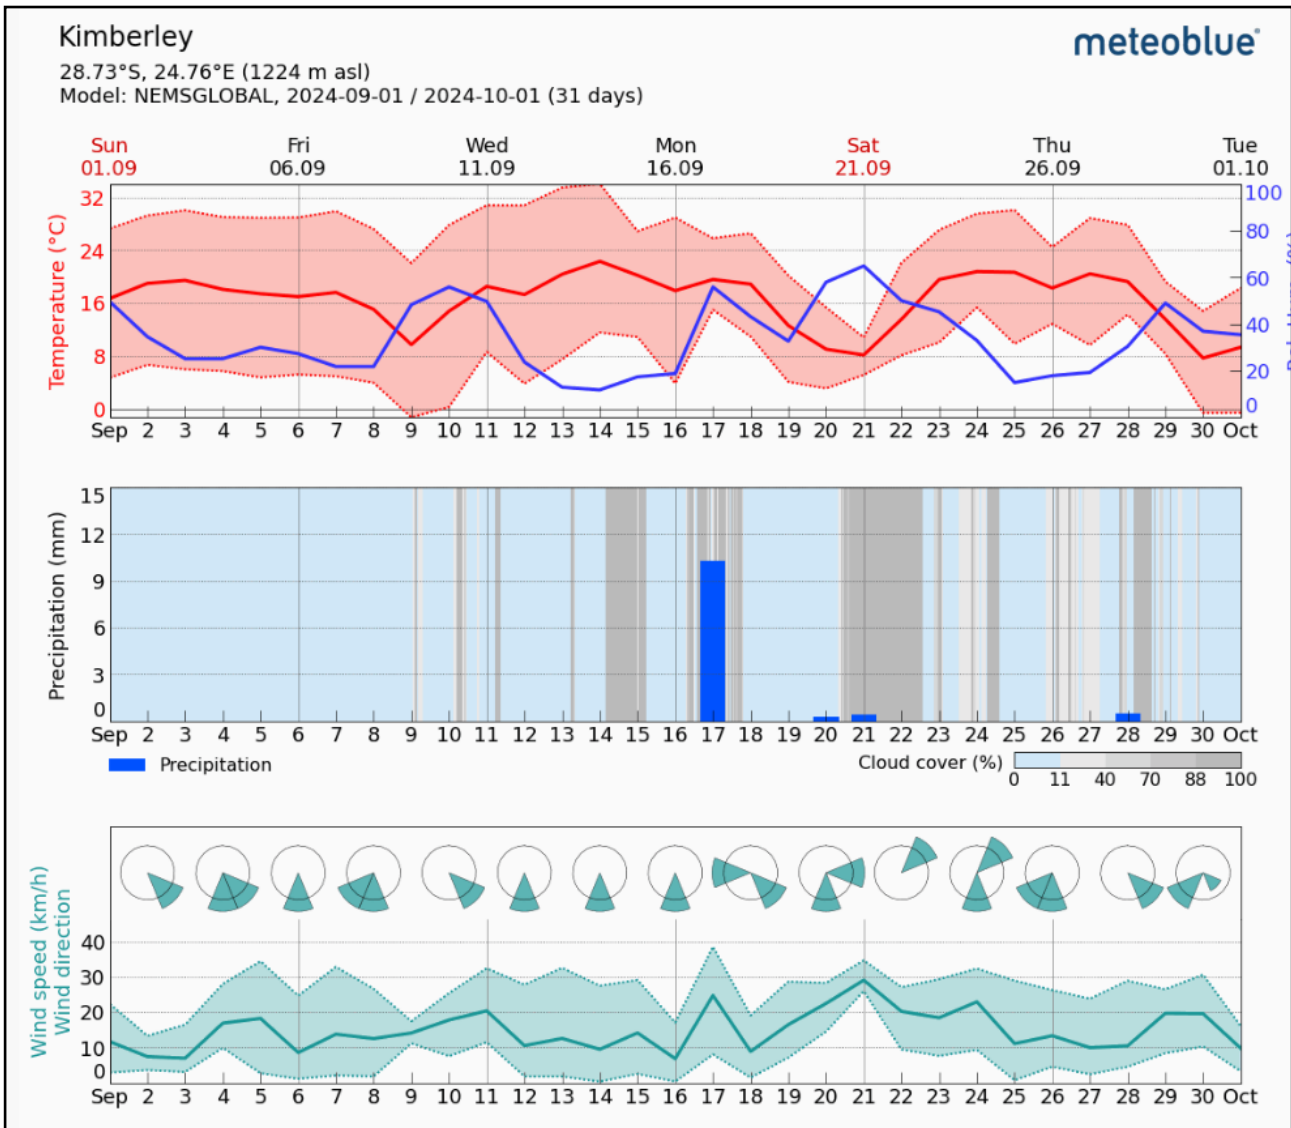 Kimberley
meteoblue
28.73°S, 24.76°E (1224 m asl)
Model: NEMSGLOBAL, 2024-09-01 / 2024-10-01 (31 days)
Sun Fri Wed Mon Sat Thu Tue
01.09 06.09 11.09 16.09 21.09 26.09 01.10
Temperature (°C)
32
24
16
8
0
100
80
60
40
20
0
Sep 2 3 4 5 6 7 8 9 10 11 12 13 14 15 16 17 18 19 20 21 22 23 24 25 26 27 28 29 30 Oct
Precipitation (mm)
15
12
9
6
3
0
Sep 2 3 4 5 6 7 8 9 10 11 12 13 14 15 16 17 18 19 20 21 22 23 24 25 26 27 28 29 30 Oct
Precipitation
Cloud cover (%)
0 11 40 70 88 100
Wind speed (km/h)
Wind direction
40
30
20
10
0
Sep 2 3 4 5 6 7 8 9 10 11 12 13 14 15 16 17 18 19 20 21 22 23 24 25 26 27 28 29 30 Oct